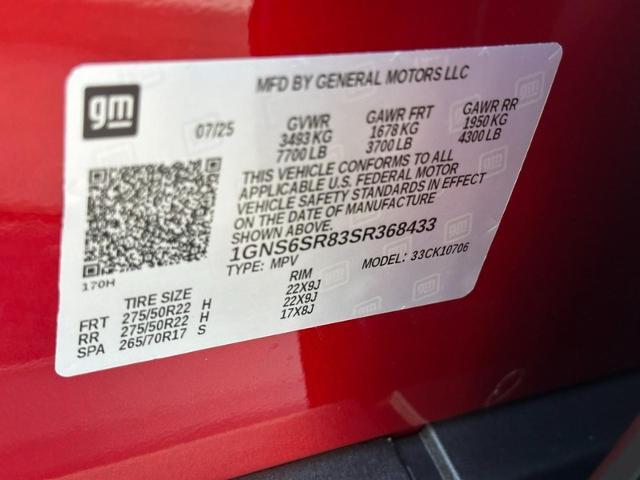 gm
MFD BY GENERAL MOTORS LLC
07/25
GVWR GAWR FRT GAWR RR
3493 KG 1678 KG 1950 KG
7700 LB 3700 LB 4300 LB
THIS VEHICLE CONFORMS TO ALL
APPLICABLE U.S. FEDERAL MOTOR
VEHICLE SAFETY STANDARDS IN EFFECT
ON THE DATE OF MANUFACTURE
SHOWN ABOVE.
1GNS6SR83SR368433
TYPE: MPV MODEL: 33CK10706
170H
TIRE SIZE RIM
FRT 275/50R22 H 22X9J
RR 275/50R22 H 22X9J
SPA 265/70R17 S 17X8J